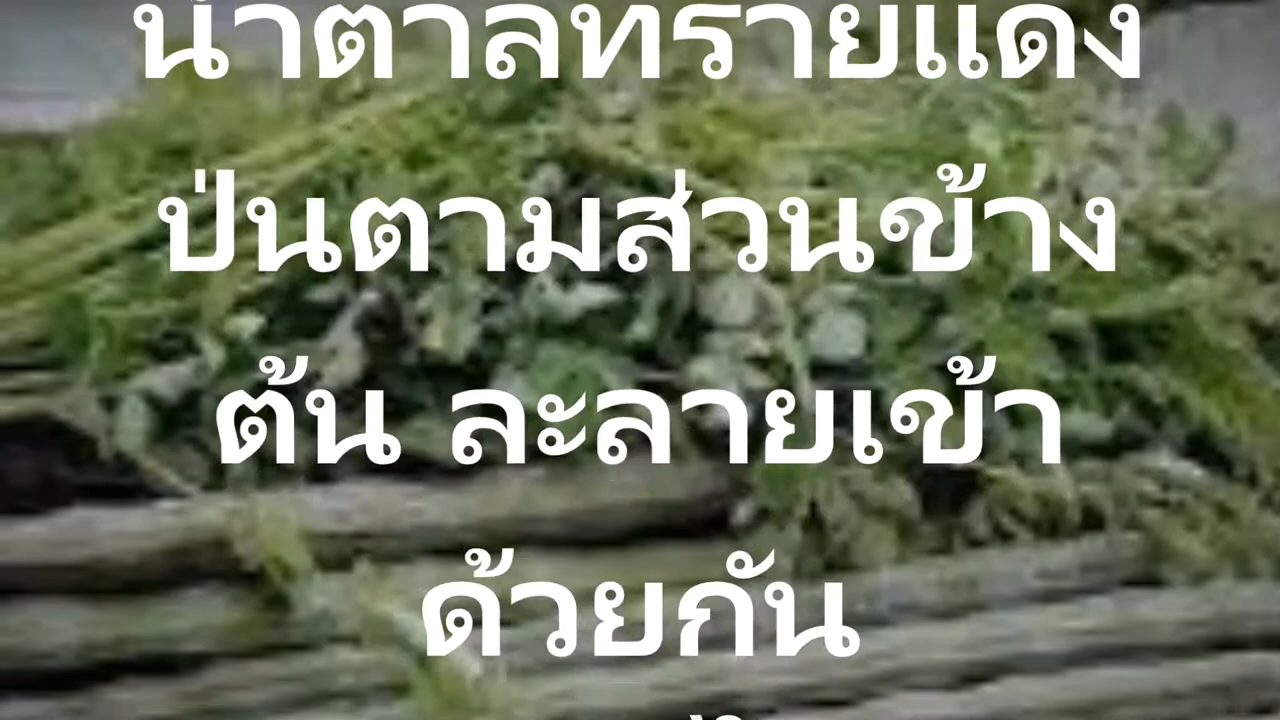 น้ำตาลทรายแดง
ป่นตามส่วนข้าง
ต้น ละลายเข้า
ด้วยกัน